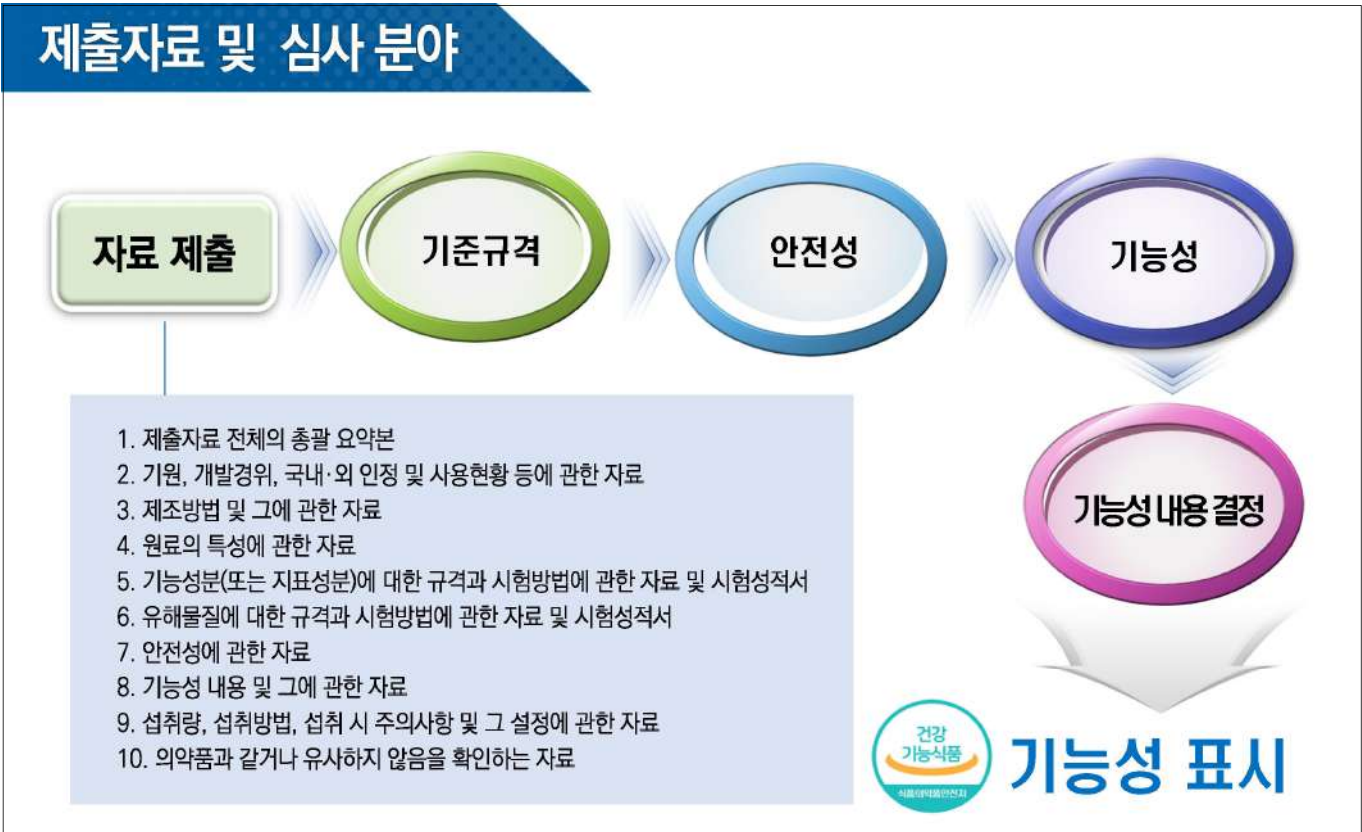 제출자료 및 심사 분야
자료 제출
기준규격
안전성
기능성
1. 제출자료 전체의 총괄 요약본
2. 기원, 개발경위, 국내·외 인정 및 사용현황 등에 관한 자료
3. 제조방법 및 그에 관한 자료
4. 원료의 특성에 관한 자료
5. 기능성분(또는 지표성분)에 대한 규격과 시험방법에 관한 자료 및 시험성적서
6. 유해물질에 대한 규격과 시험방법에 관한 자료 및 시험성적서
7. 안전성에 관한 자료
8. 기능성 내용 및 그에 관한 자료
9. 섭취량, 섭취방법, 섭취 시 주의사항 및 그 설정에 관한 자료
10. 의약품과 같거나 유사하지 않음을 확인하는 자료
기능성 내용 결정
건강
기능식품
식품의약품안전처
기능성 표시